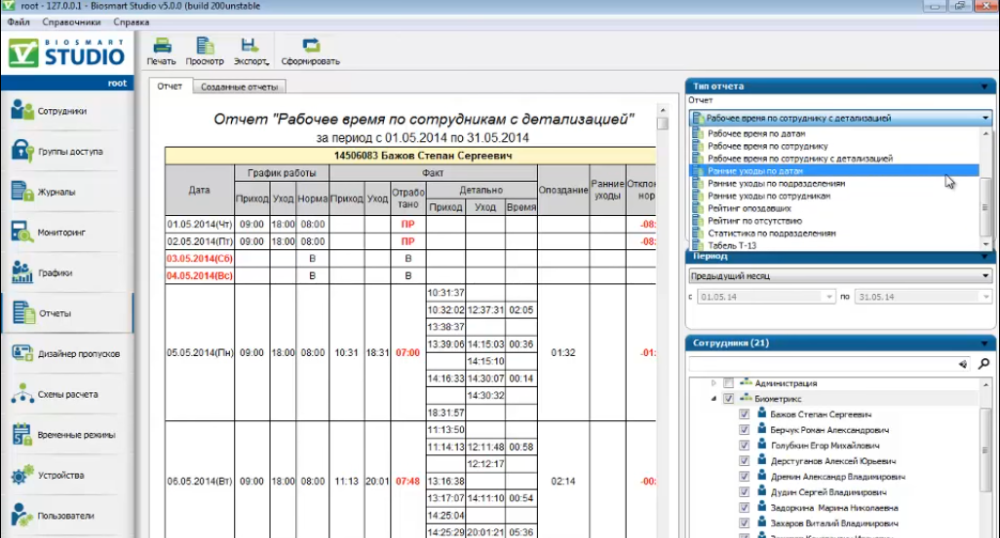 root - 127.0.0.1 - Biosmart Studio v5.0.0 (build 200unstable
Файл Справочники Справка
BIOSMART
STUDIO
root
Сотрудники
Группы доступа
Журналы
Мониторинг
Графики
Отчеты
Дизайнер пропусков
Схемы расчета
Временные режимы
Устройства
Пользователи
Печать Просмотр Экспорт Сформировать
Отчет Созданные отчеты
Отчет "Рабочее время по сотрудникам с детализацией"
за период с 01.05.2014 по 31.05.2014
14506083 Бажов Степан Сергеевич
Дата График работы Факт Опоздание Ранние уходы Отклон нор
Приход Уход Норма Приход Уход Отрабо тано Детально
Приход Уход Время
01.05.2014(Чт) 09:00 18:00 08:00 ПР -08:
02.05.2014(Пт) 09:00 18:00 08:00 ПР -08:
03.05.2014(Сб) В В
04.05.2014(Вс) В В
05.05.2014(Пн) 09:00 18:00 08:00 10:31 18:31 07:00 01:32 -01:
10:31:37
10:32:02 12:37:31 02:05
13:38:37
13:39:06 14:15:03 00:36
14:15:10
14:16:33 14:30:07 00:14
14:30:32
18:31:57
06.05.2014(Вт) 09:00 18:00 08:00 11:13 20:01 07:48 02:14 -00:
11:13:50
11:14:13 12:11:48 00:58
12:12:17
13:16:38
13:17:07 14:11:10 00:54
14:25:04
14:25:29 20:01:21 05:36
Тип отчета
Отчет
Рабочее время по сотруднику с детализацией
Рабочее время по датам
Рабочее время по сотруднику
Рабочее время по сотруднику с детализацией
Ранние уходы по датам
Ранние уходы по подразделениям
Ранние уходы по сотрудникам
Рейтинг опоздавших
Рейтинг по отсутствию
Статистика по подразделениям
Табель Т-13
Период
Предыдущий месяц
с 01.05.14 по 31.05.14
Сотрудники (21)
Администрация
Биометрикс
Бажов Степан Сергеевич
Берчук Роман Александрович
Голубкин Егор Михайлович
Дерстуганов Алексей Юрьевич
Дренин Александр Владимирович
Дудин Сергей Владимирович
Задоркина Марина Николаевна
Захаров Виталий Владимирович